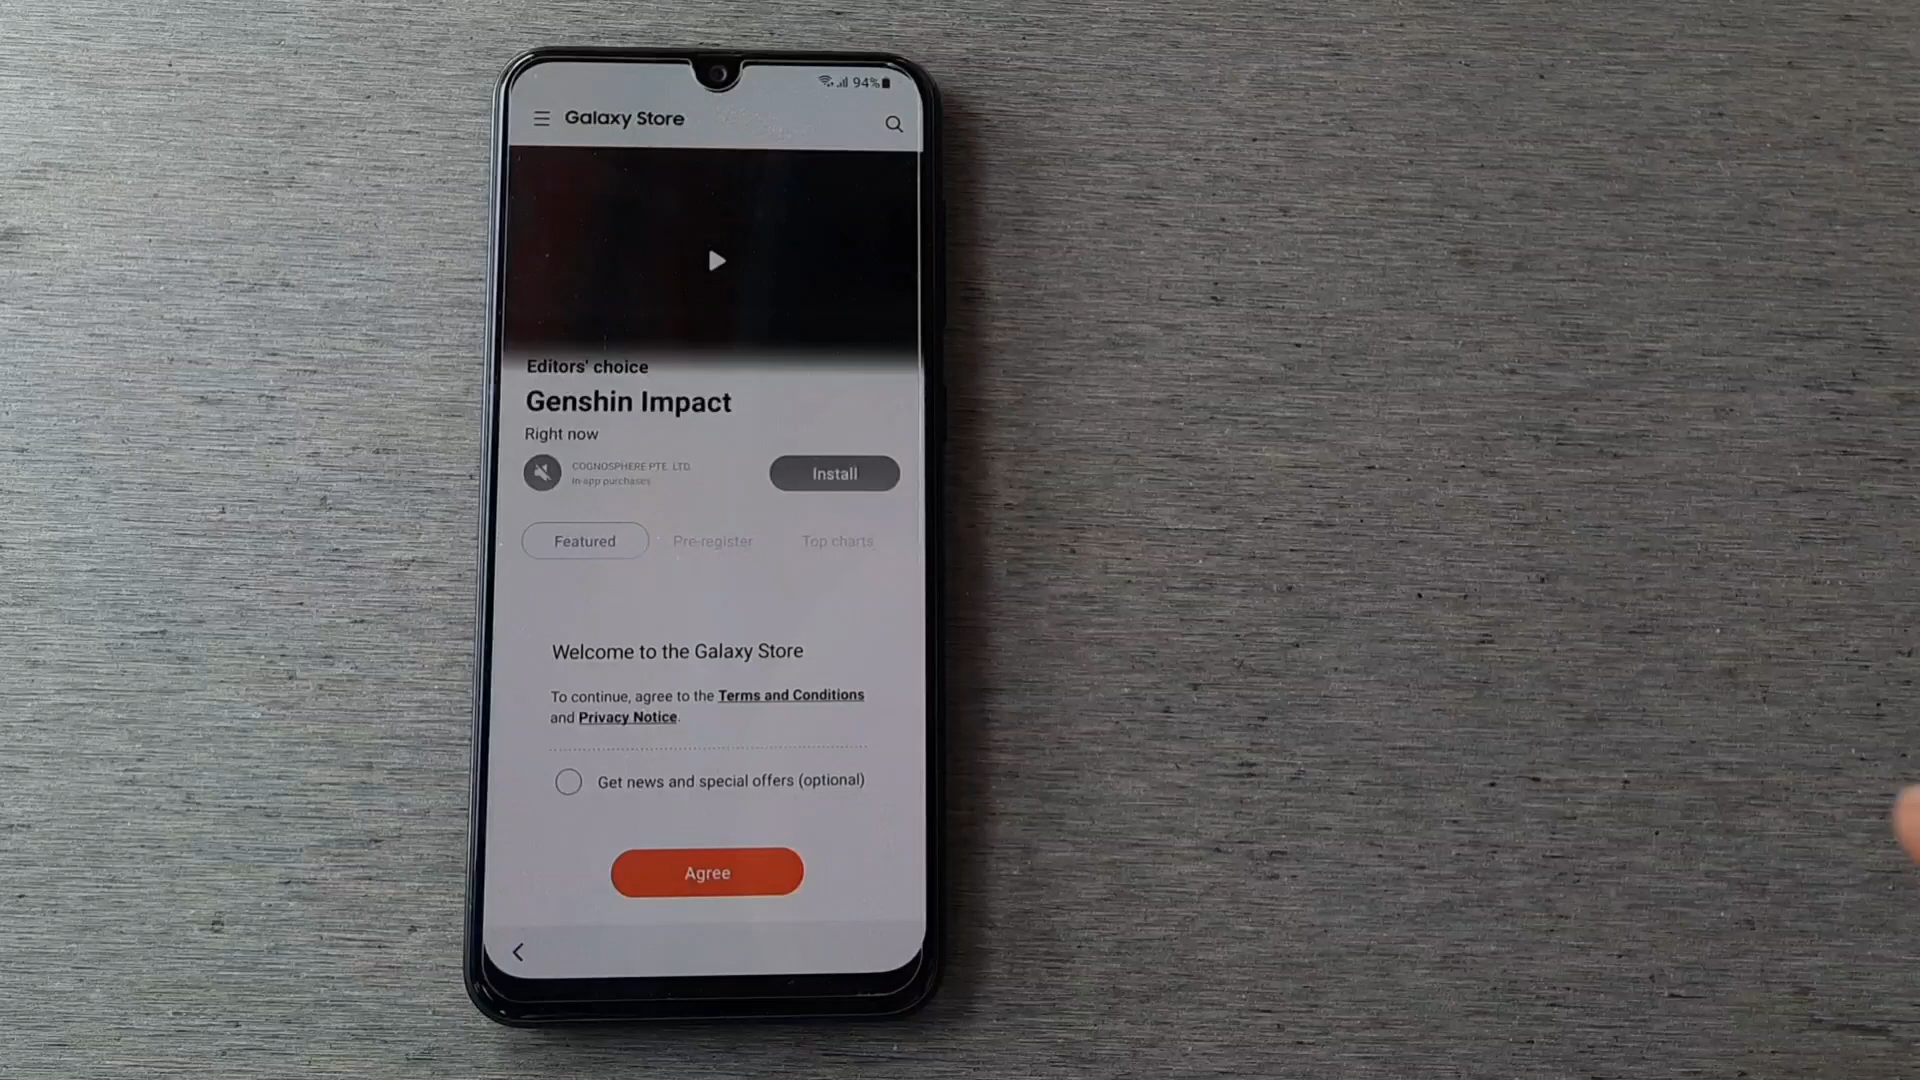 94%
Galaxy Store
Editors' choice
Genshin Impact
Right now
COGNOSPHERE PTE. LTD.
In-app purchases
Install
Featured
Pre-register
Top charts
Welcome to the Galaxy Store
To continue, agree to the Terms and Conditions
and Privacy Notice.
Get news and special offers (optional)
Agree